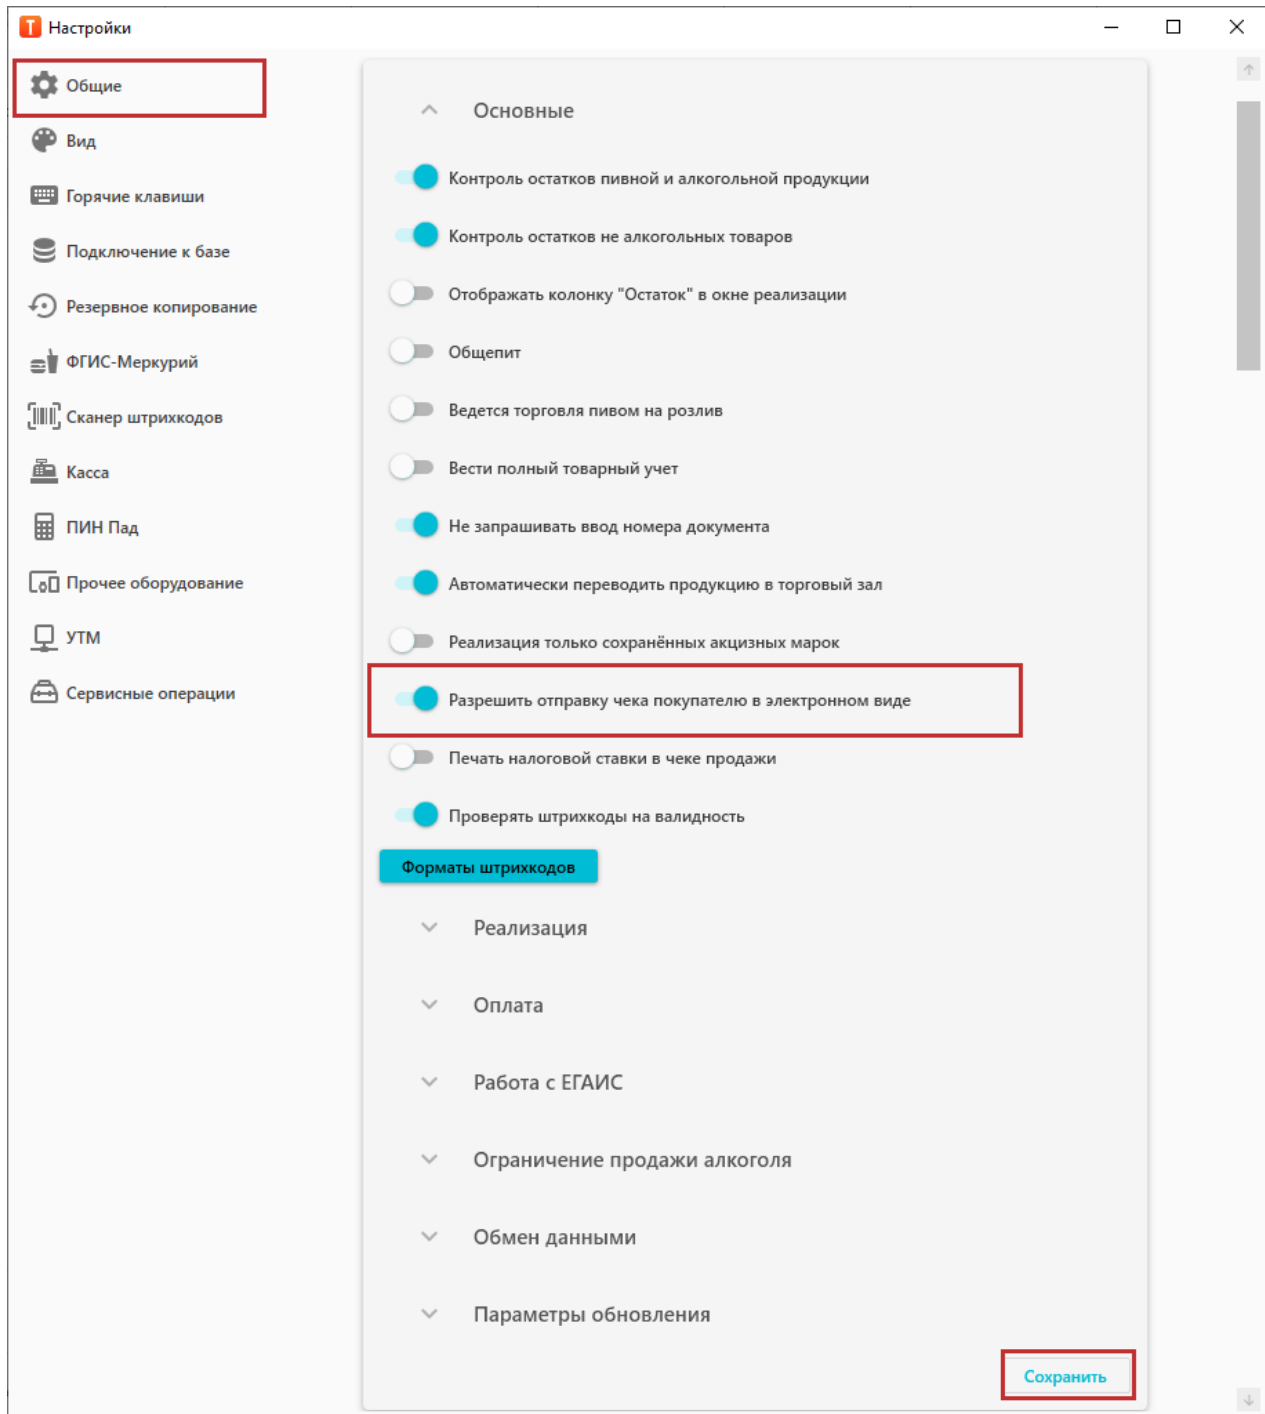 Настройки
Общие
Вид
Горячие клавиши
Подключение к базе
Резервное копирование
ФГИС-Меркурий
Сканер штрихкодов
Касса
ПИН Пад
Прочее оборудование
УТМ
Сервисные операции
Основные
Контроль остатков пивной и алкогольной продукции
Контроль остатков не алкогольных товаров
Отображать колонку "Остаток" в окне реализации
Общепит
Ведется торговля пивом на розлив
Вести полный товарный учет
Не запрашивать ввод номера документа
Автоматически переводить продукцию в торговый зал
Реализация только сохранённых акцизных марок
Разрешить отправку чека покупателю в электронном виде
Печать налоговой ставки в чеке продажи
Проверять штрихкоды на валидность
Форматы штрихкодов
Реализация
Оплата
Работа с ЕГАИС
Ограничение продажи алкоголя
Обмен данными
Параметры обновления
Сохранить